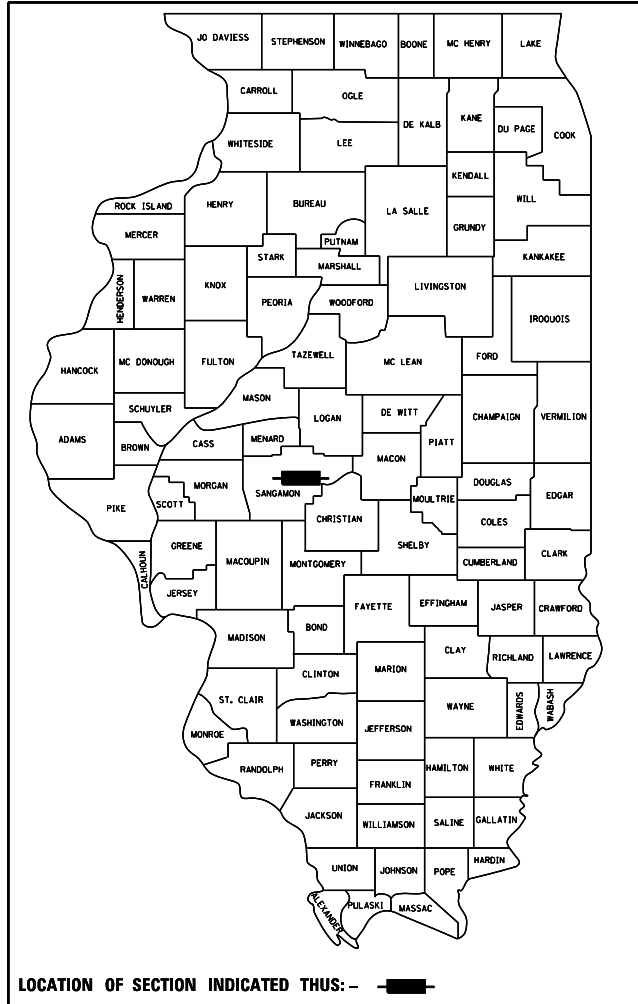 JO DAVIESS STEPHENSON WINNEBAGO BOONE MC HENRY LAKE
CARROLL OGLE
DE KALB KANE DU PAGE COOK
WHITESIDE LEE
KENDALL
ROCK ISLAND HENRY BUREAU LA SALLE WILL
MERCER GRUNDY
PUTNAM
STARK
MARSHALL KANKAKEE
HENDERSON WARREN KNOX PEORIA WOODFORD LIVINGSTON
IROQUOIS
HANCOCK MC DONOUGH FULTON TAZEWELL MC LEAN FORD
MASON
SCHUYLER LOGAN DE WITT CHAMPAIGN VERMILION
ADAMS BROWN CASS MENARD PIATT
MACON
PIKE SCOTT MORGAN SANGAMON MOULTRIE DOUGLAS EDGAR
CHRISTIAN COLES
CALHOUN GREENE MACOUPIN MONTGOMERY SHELBY CUMBERLAND CLARK
JERSEY FAYETTE EFFINGHAM JASPER CRAWFORD
MADISON BOND
CLAY RICHLAND LAWRENCE
CLINTON MARION
ST. CLAIR WAYNE EDWARDS WABASH
WASHINGTON JEFFERSON
MONROE
RANDOLPH PERRY HAMILTON WHITE
FRANKLIN
JACKSON WILLIAMSON SALINE GALLATIN
UNION JOHNSON POPE HARDIN
ALEXANDER PULASKI MASSAC
LOCATION OF SECTION INDICATED THUS: -